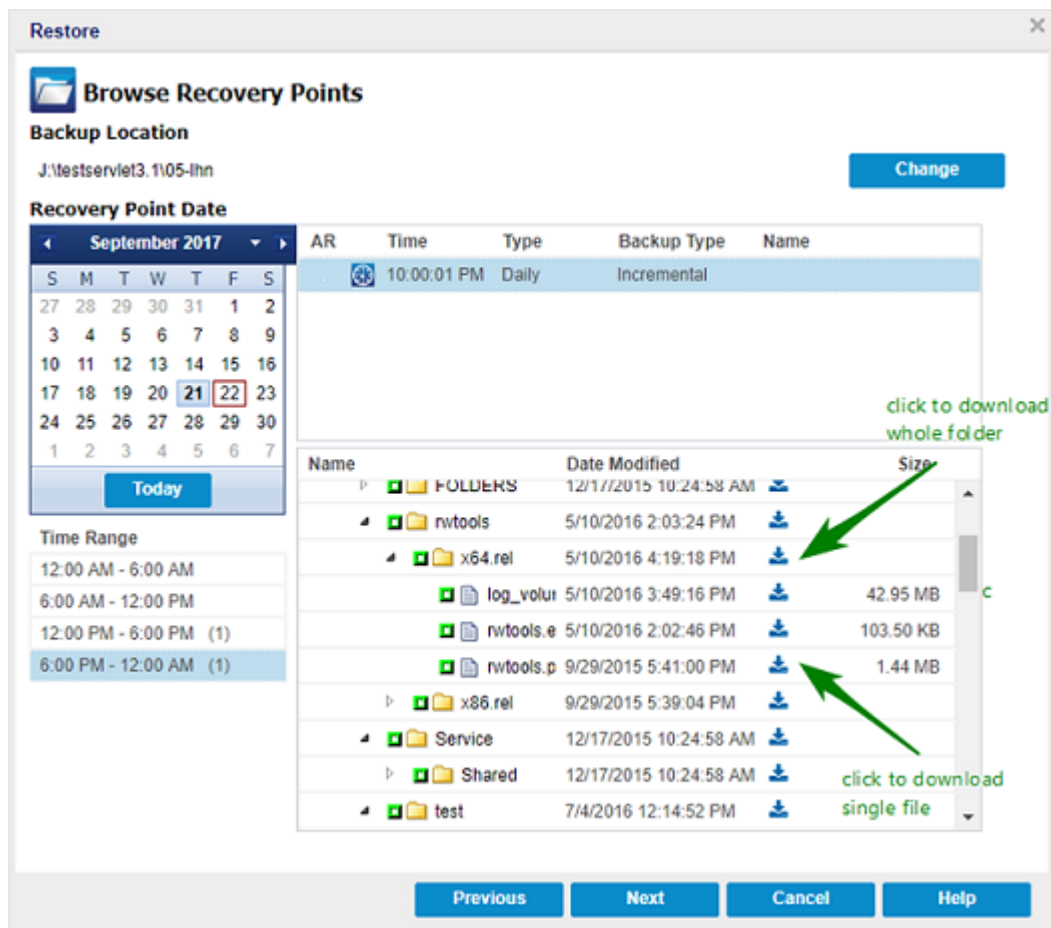 Restore
Browse Recovery Points
Backup Location
J:\testservlet3.1\05-lhn
Change
Recovery Point Date
September 2017
S M T W T F S
27 28 29 30 31 1 2
3 4 5 6 7 8 9
10 11 12 13 14 15 16
17 18 19 20 21 22 23
24 25 26 27 28 29 30
1 2 3 4 5 6 7
Today
Time Range
12:00 AM - 6:00 AM
6:00 AM - 12:00 PM
12:00 PM - 6:00 PM (1)
6:00 PM - 12:00 AM (1)
AR Time Type Backup Type Name
10:00:01 PM Daily Incremental
click to download
whole folder
Name Date Modified Size
FOLDERS 12/17/2015 10:24:58 AM
rwtools 5/10/2016 2:03:24 PM
x64.rel 5/10/2016 4:19:18 PM
log_volur 5/10/2016 3:49:16 PM 42.95 MB c
rwtools.e 5/10/2016 2:02:46 PM 103.50 KB
rwtools.p 9/29/2015 5:41:00 PM 1.44 MB
x86.rel 9/29/2015 5:39:04 PM
Service 12/17/2015 10:24:58 AM
Shared 12/17/2015 10:24:58 AM
test 7/4/2016 12:14:52 PM
click to download
single file
Previous Next Cancel Help